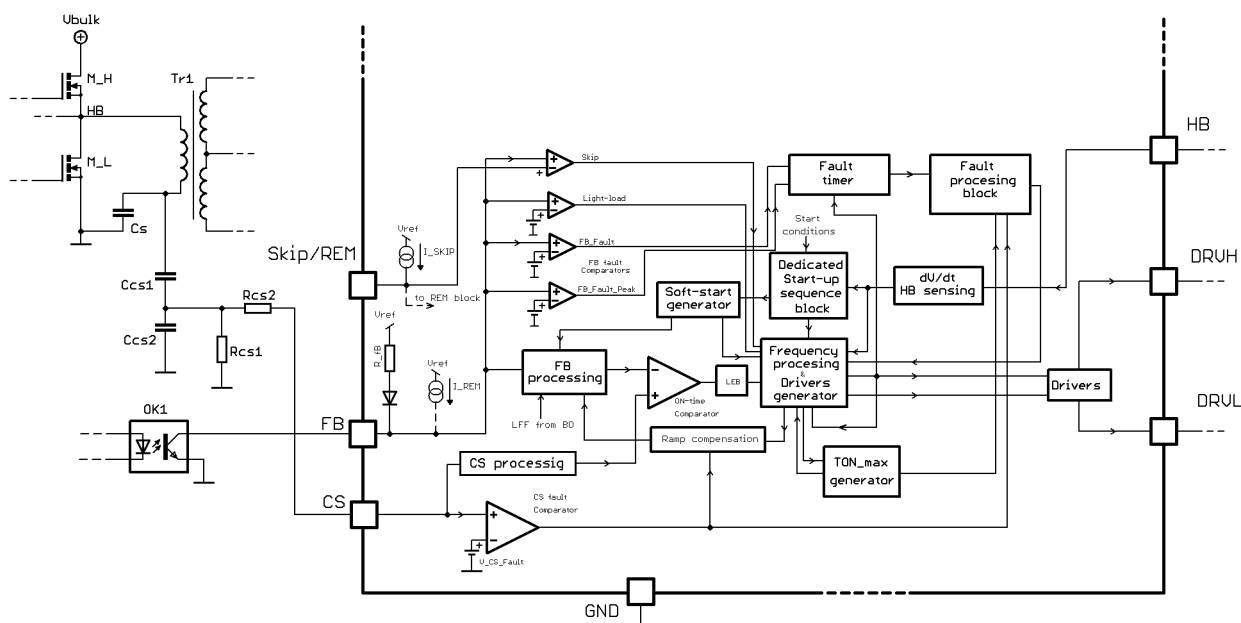 Vbulk
M_H
Tr1
HB
M_L
Cs
Ccs1
Rcs2
Ccs2
Rcs1
OK1
Skip/REM
Vref
I_SKIP
to REM block
Vref
R_fB
Vref
I_REM
FB
CS
GND
HB
DRVH
DRVL
Skip
Light-load
FB_Fault
FB fault
Comparators
FB_Fault_Peak
Fault
timer
Fault
procesing
block
Start
conditions
Dedicated
Start-up
sequence
block
dV/dt
HB sensing
Soft-start
generator
FB
processing
LFF from BO
ON-time
Comparator
LEB
Frequency
procesing
&
Drivers
generator
Drivers
Ramp compensation
CS processig
TON_max
generator
CS fault
Comparator
V_CS_Fault